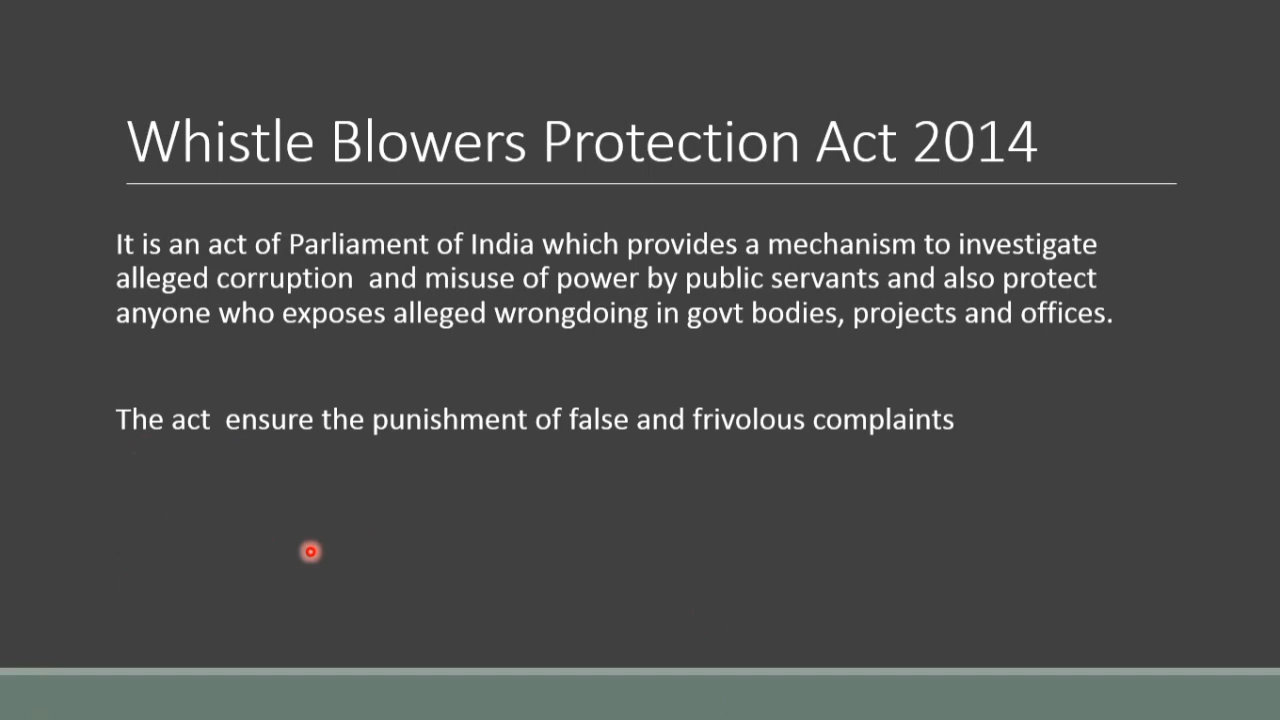 Whistle Blowers Protection Act 2014
It is an act of Parliament of India which provides a mechanism to investigate
alleged corruption  and misuse of power by public servants and also protect
anyone who exposes alleged wrongdoing in govt bodies, projects and offices.
The act  ensure the punishment of false and frivolous complaints